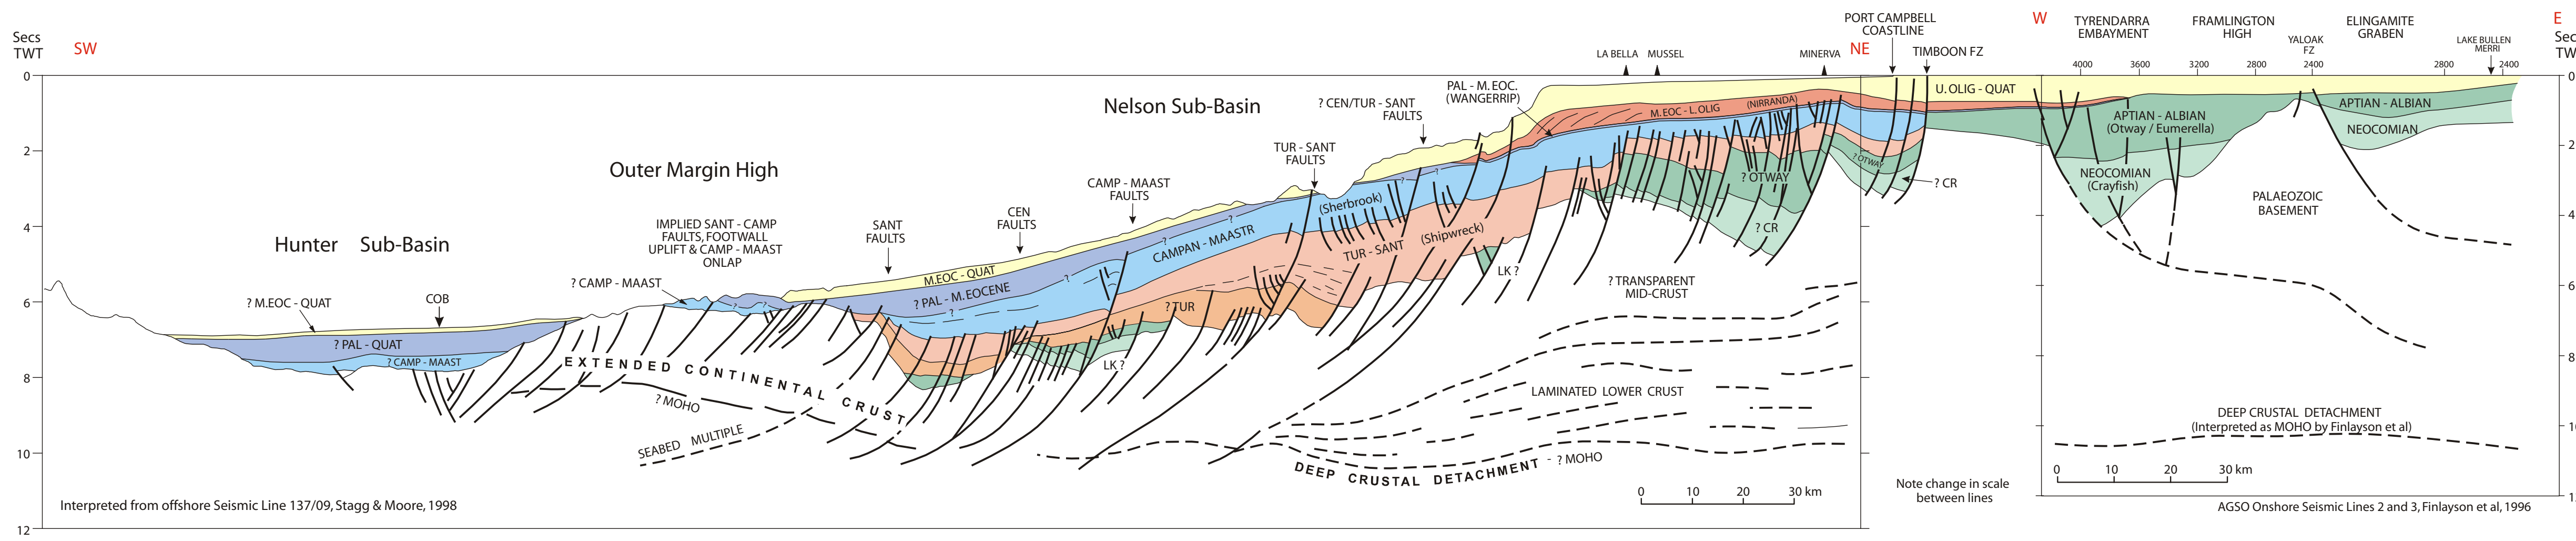 Secs
TWT
SW
0
2
4
6
8
10
12
Hunter Sub-Basin
Outer Margin High
Nelson Sub-Basin
? M.EOC - QUAT
COB
? PAL - QUAT
? CAMP - MAAST
? CAMP - MAAST
IMPLIED SANT - CAMP
FAULTS, FOOTWALL
UPLIFT & CAMP - MAAST
ONLAP
SANT
FAULTS
CEN
FAULTS
CAMP - MAAST
FAULTS
TUR - SANT
FAULTS
? CEN/TUR - SANT
FAULTS
PAL - M. EOC.
(WANGERRIP)
LA BELLA
MUSSEL
MINERVA
NE
PORT CAMPBELL
COASTLINE
TIMBOON FZ
M.EOC - QUAT
? PAL - M.EOCENE
?
?
?
?
?
?
?
?
CAMPAN - MAASTR
(Sherbrook)
TUR - SANT
(Shipwreck)
? TUR
LK ?
LK ?
M.EOC - L.OLIG
(NIRRANDA)
U. OLIG - QUAT
? OTWAY
? OTWAY
? CR
? CR
? TRANSPARENT
MID-CRUST
LAMINATED LOWER CRUST
EXTENDED CONTINENTAL CRUST
? MOHO
SEABED MULTIPLE
DEEP CRUSTAL DETACHMENT - ? MOHO
Interpreted from offshore Seismic Line 137/09, Stagg & Moore, 1998
0 10 20 30 km
Note change in scale
between lines
W
TYRENDARRA
EMBAYMENT
FRAMLINGTON
HIGH
ELINGAMITE
GRABEN
YALOAK
FZ
LAKE BULLEN
MERRI
E
Sec
TW
4000 3600 3200 2800 2400 2800 2400
APTIAN - ALBIAN
(Otway / Eumerella)
NEOCOMIAN
(Crayfish)
APTIAN - ALBIAN
NEOCOMIAN
PALAEOZOIC
BASEMENT
DEEP CRUSTAL DETACHMENT
(Interpreted as MOHO by Finlayson et al)
0 10 20 30 km
AGSO Onshore Seismic Lines 2 and 3, Finlayson et al, 1996
0
2
4
6
8
1
1